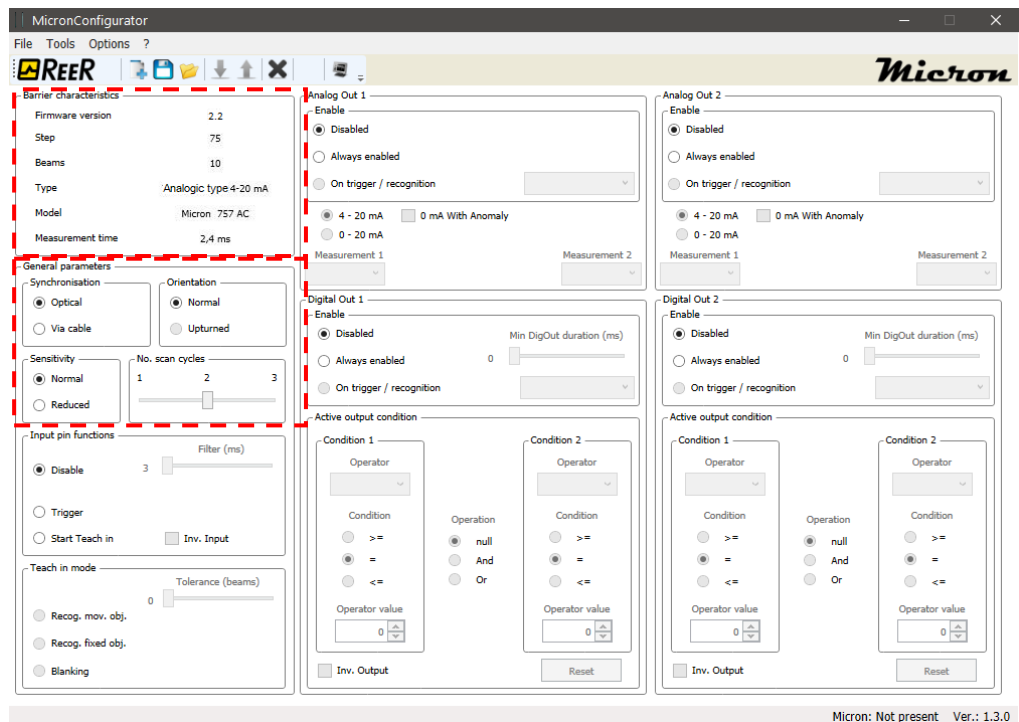 MicronConfigurator
File Tools Options ?
REER
Micron
Barrier characteristics
Firmware version 2.2
Step 75
Beams 10
Type Analogic type 4-20 mA
Model Micron 757 AC
Measurement time 2,4 ms
General parameters
Synchronisation
Optical
Via cable
Orientation
Normal
Upturned
Sensitivity
Normal
Reduced
No. scan cycles
1 2 3
Input pin functions
Filter (ms)
Disable 3
Trigger
Start Teach in Inv. Input
Teach in mode
Tolerance (beams)
0
Recog. mov. obj.
Recog. fixed obj.
Blanking
Analog Out 1
Enable
Disabled
Always enabled
On trigger / recognition
4 - 20 mA 0 mA With Anomaly
0 - 20 mA
Measurement 1 Measurement 2
Digital Out 1
Enable
Disabled Min DigOut duration (ms)
Always enabled 0
On trigger / recognition
Active output condition
Condition 1
Operator
Condition
>=
=
<=
Operator value
0
Operation
null
And
Or
Condition 2
Operator
Condition
>=
=
<=
Operator value
0
Inv. Output Reset
Analog Out 2
Enable
Disabled
Always enabled
On trigger / recognition
4 - 20 mA 0 mA With Anomaly
0 - 20 mA
Measurement 1 Measurement 2
Digital Out 2
Enable
Disabled Min DigOut duration (ms)
Always enabled 0
On trigger / recognition
Active output condition
Condition 1
Operator
Condition
>=
=
<=
Operator value
0
Operation
null
And
Or
Condition 2
Operator
Condition
>=
=
<=
Operator value
0
Inv. Output Reset
Micron: Not present Ver.: 1.3.0